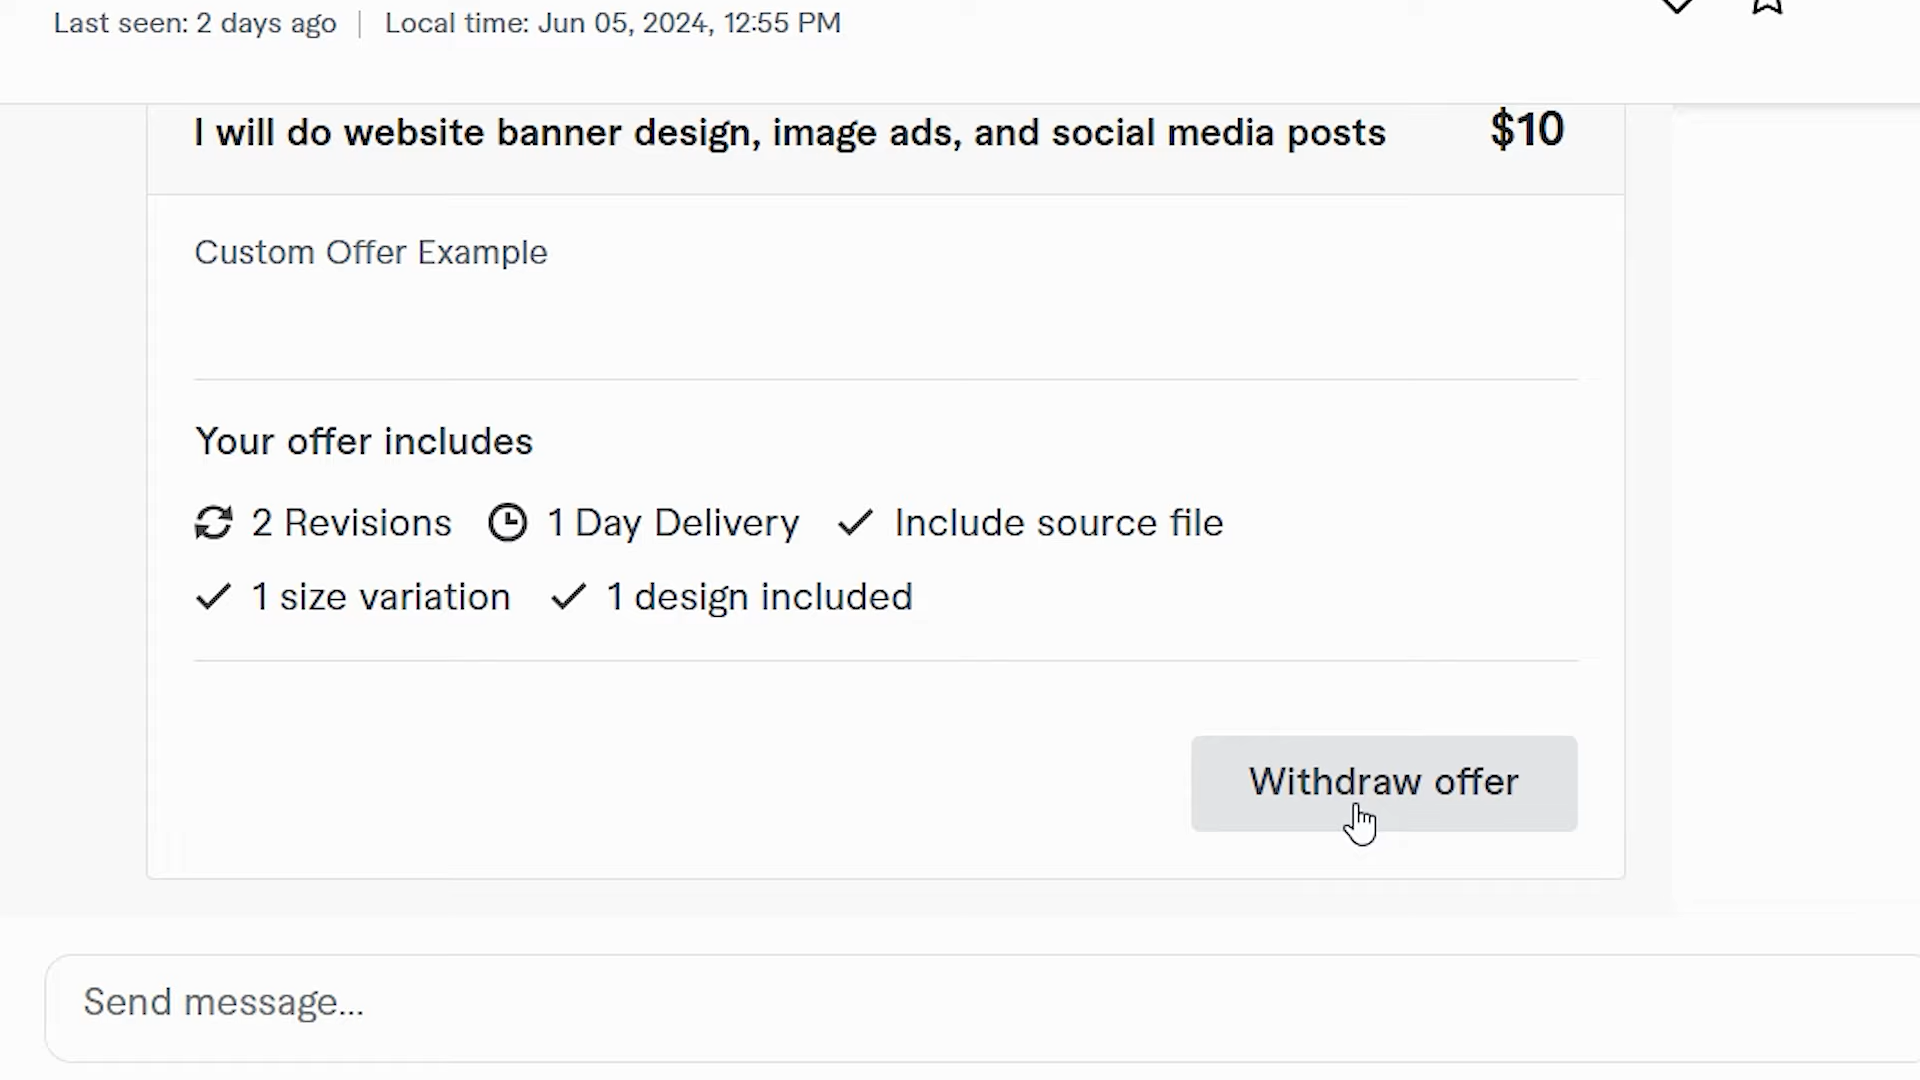 Last seen: 2 days ago | Local time: Jun 05, 2024, 12:55 PM
I will do website banner design, image ads, and social media posts $10
Custom Offer Example
Your offer includes
2 Revisions 1 Day Delivery Include source file
1 size variation 1 design included
Withdraw offer
Send message...